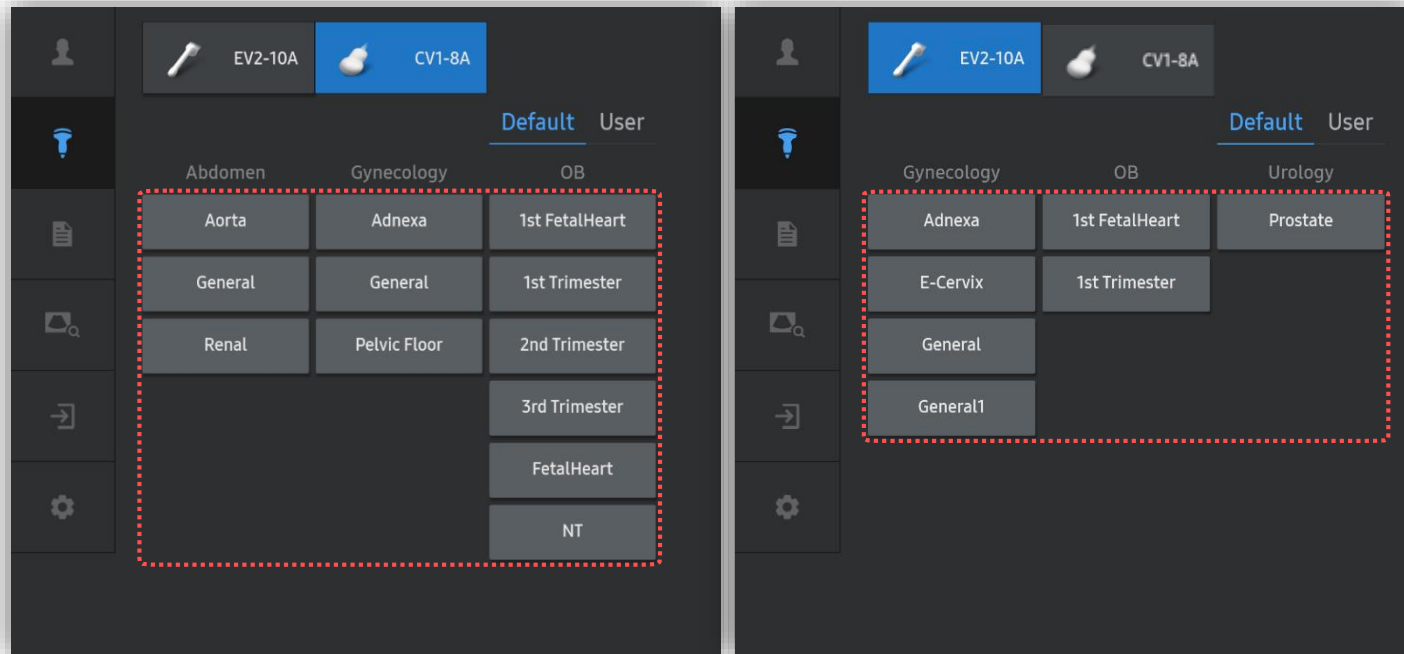 EV2-10A CV1-8A
Default User
Abdomen Gynecology OB
Aorta Adnexa 1st FetalHeart
General General 1st Trimester
Renal Pelvic Floor 2nd Trimester
3rd Trimester
FetalHeart
NT
EV2-10A CV1-8A
Default User
Gynecology OB Urology
Adnexa 1st FetalHeart Prostate
E-Cervix 1st Trimester
General
General1